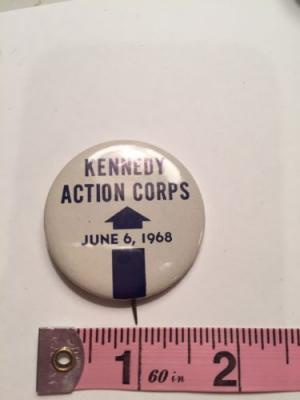 KENNEDY
ACTION CORPS
JUNE 6, 1968
1 60 in 2